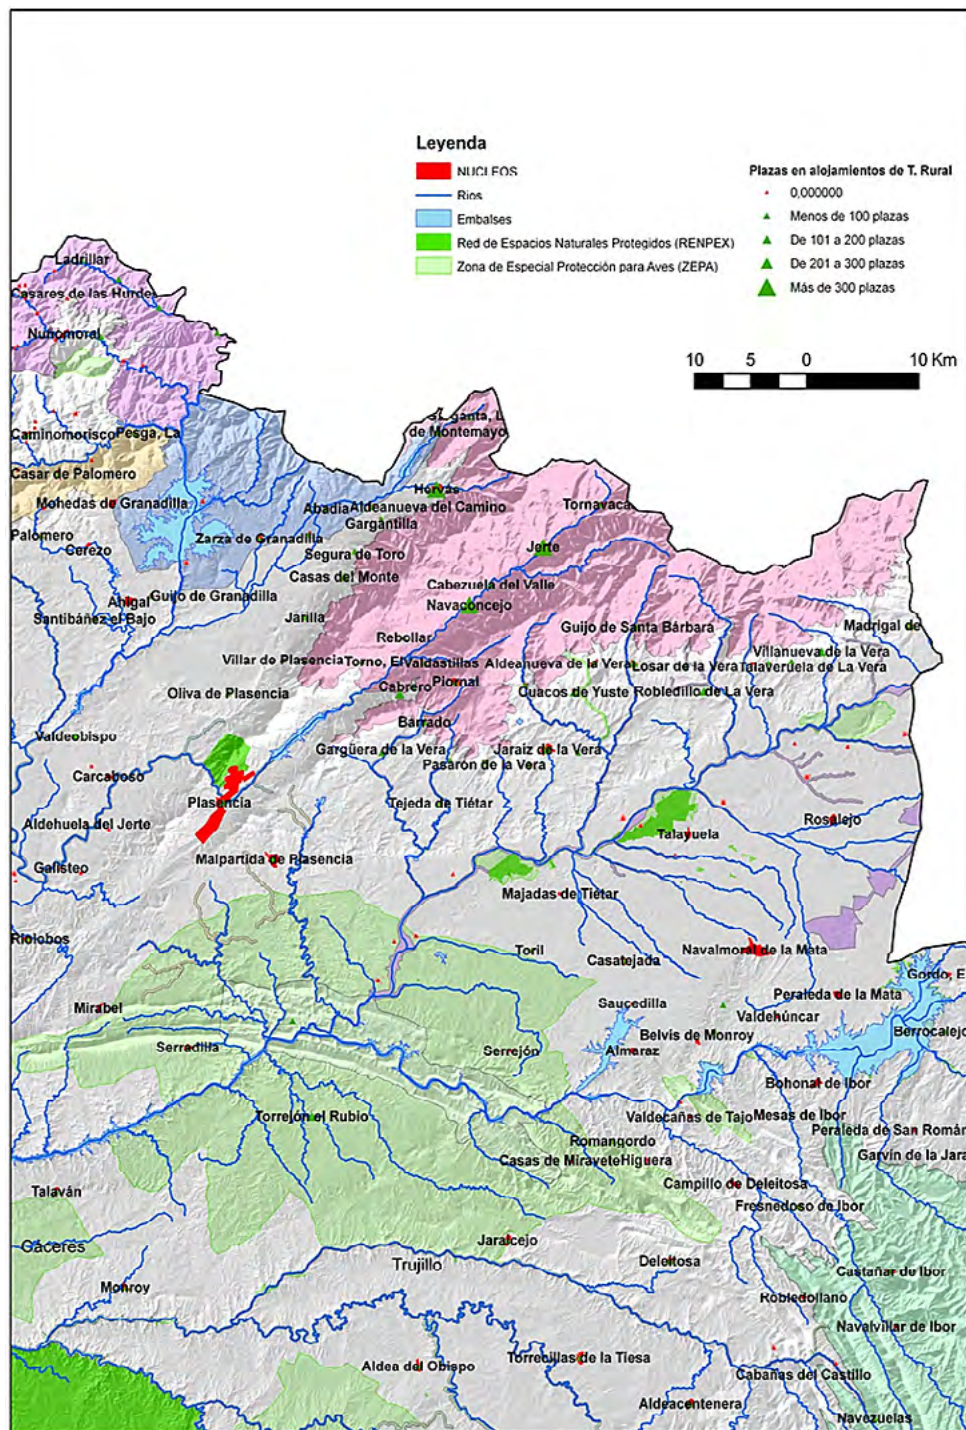 Leyenda
NUCLEOS
Rios
Embalses
Red de Espacios Naturales Protegidos (RENPEX)
Zona de Especial Protección para Aves (ZEPA)
Plazas en alojamientos de T. Rural
0,000000
Menos de 100 plazas
De 101 a 200 plazas
De 201 a 300 plazas
Más de 300 plazas
10 5 0 10 Km
Ladrillar
Casares de las Hurdes
Nuñomoral
Caminomorisco
Pesga, La
de Montemayo
Casar de Palomero
Mohedas de Granadilla
Hervás
Abadía
Aldeanueva del Camino
Gargantilla
Tornavaca
Palomero
Cerezo
Zarza de Granadilla
Segura de Toro
Jerte
Casas del Monte
Cabezuela del Valle
Ahigal
Guijo de Granadilla
Santibáñez el Bajo
Jarilla
Navaconcejo
Rebollar
Guijo de Santa Bárbara
Madrigal de
Villanueva de la Vera
Villar de Plasencia
Torno, El
Valdastillas
Aldeanueva de la Vera
Losar de la Vera
Talaveruela de La Vera
Oliva de Plasencia
Cabrero
Piornal
Cuacos de Yuste
Robledillo de La Vera
Barrado
Valdeobispo
Gargüera de la Vera
Jaraíz de la Vera
Pasarón de la Vera
Carcaboso
Plasencia
Tejeda de Tiétar
Aldehuela del Jerte
Rosalejo
Talayuela
Galisteo
Malpartida de Plasencia
Majadas de Tiétar
Riolobos
Toril
Casatejada
Navalmoral de la Mata
Gordo, E
Mirabel
Saucedilla
Peraleda de la Mata
Valdehúncar
Serradilla
Serrejón
Belvis de Monroy
Berrocalejo
Almaraz
Bohonal de Ibor
Torrejón el Rubio
Valdecañas de Tajo
Mesas de Ibor
Peraleda de San Román
Romangordo
Casas de Miravete
Higuera
Garvín de la Jara
Talaván
Campillo de Deleitosa
Fresnedoso de Ibor
Cáceres
Jaraicejo
Trujillo
Deleitosa
Castañar de Ibor
Monroy
Robledollano
Navalvillar de Ibor
Aldea del Obispo
Torrecillas de la Tiesa
Cabañas del Castillo
Aldeacentenera
Navezuelas